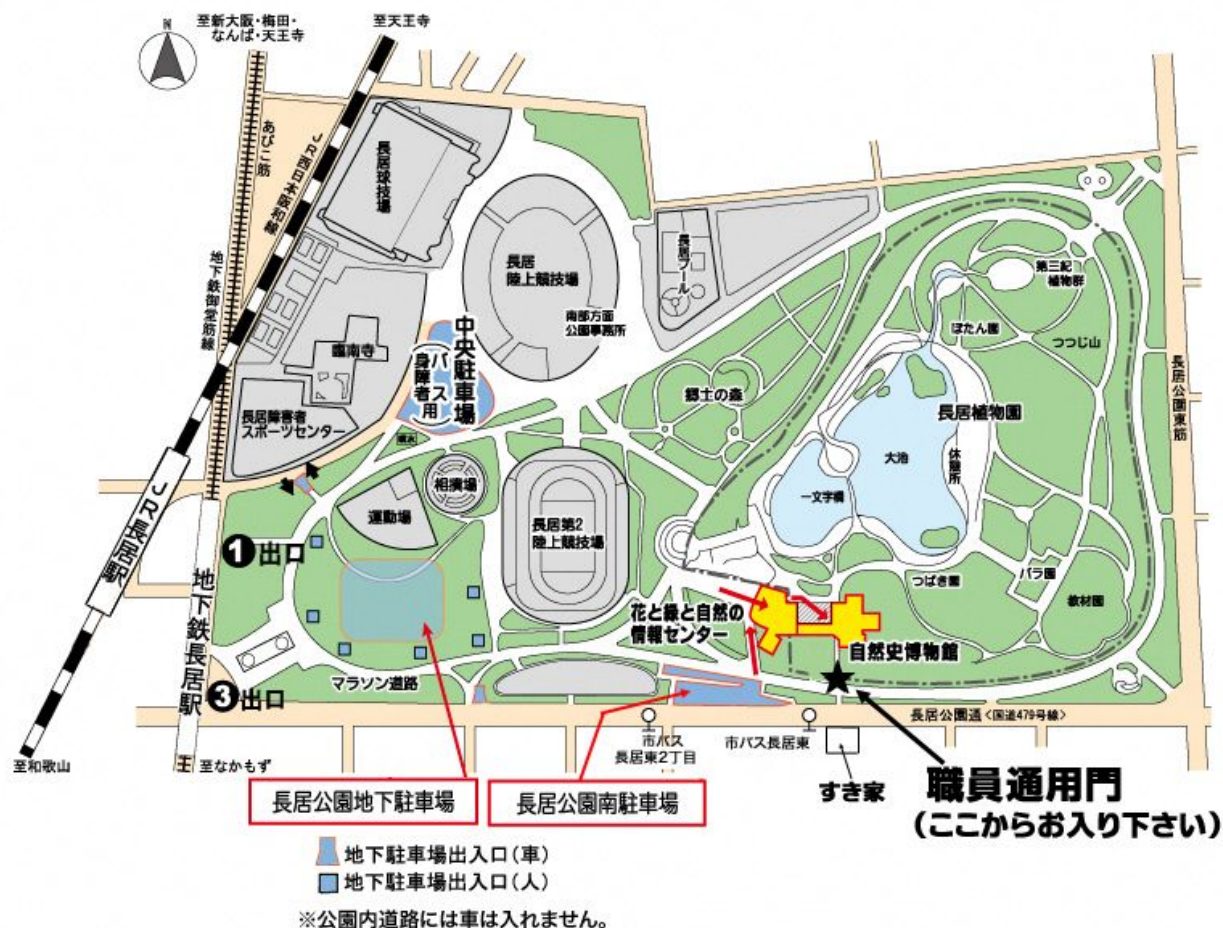 N
至新大阪・梅田・
なんば・天王寺
至天王寺
あびこ筋
JR西日本阪和線
地下鉄御堂筋線
長居球技場
長居
陸上競技場
南部方面
公園事務所
長居プール
臨南寺
中央駐車場
(バス
身障者用)
長居障害者
スポーツセンター
相撲場
運動場
長居第2
陸上競技場
郷土の森
第三紀
植物群
ぼたん園
つつじ山
長居植物園
大池
休憩所
一文字橋
つばき園
バラ園
教材園
長居公園東筋
JR長居駅
地下鉄長居駅
❶出口
❸出口
花と緑と自然の
情報センター
自然史博物館
マラソン道路
長居公園通〈国道479号線〉
市バス
長居東2丁目
市バス長居東
すき家
至和歌山
至なかもず
職員通用門
(ここからお入り下さい)
長居公園地下駐車場
長居公園南駐車場
地下駐車場出入口(車)
地下駐車場出入口(人)
※公園内道路には車は入れません。